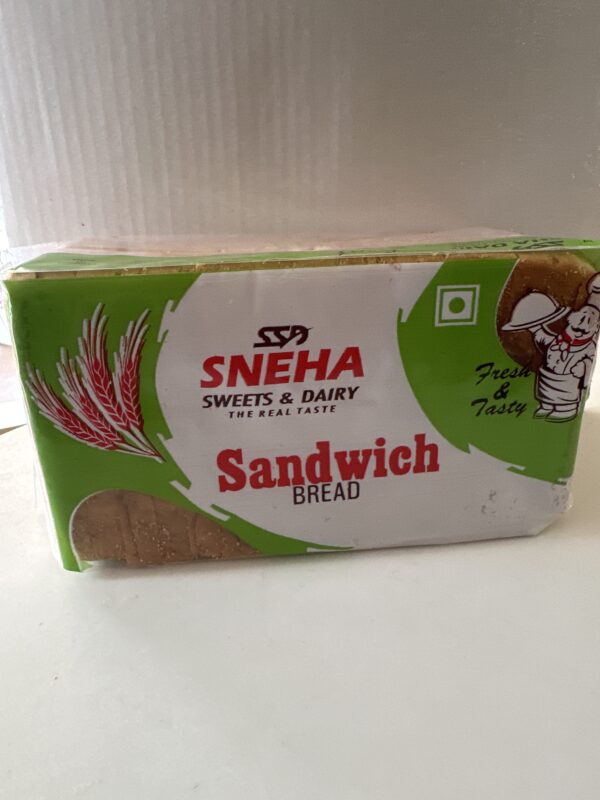 SSD
SNEHA
SWEETS & DAIRY
THE REAL TASTE
Sandwich
BREAD
Fresh
&
Tasty